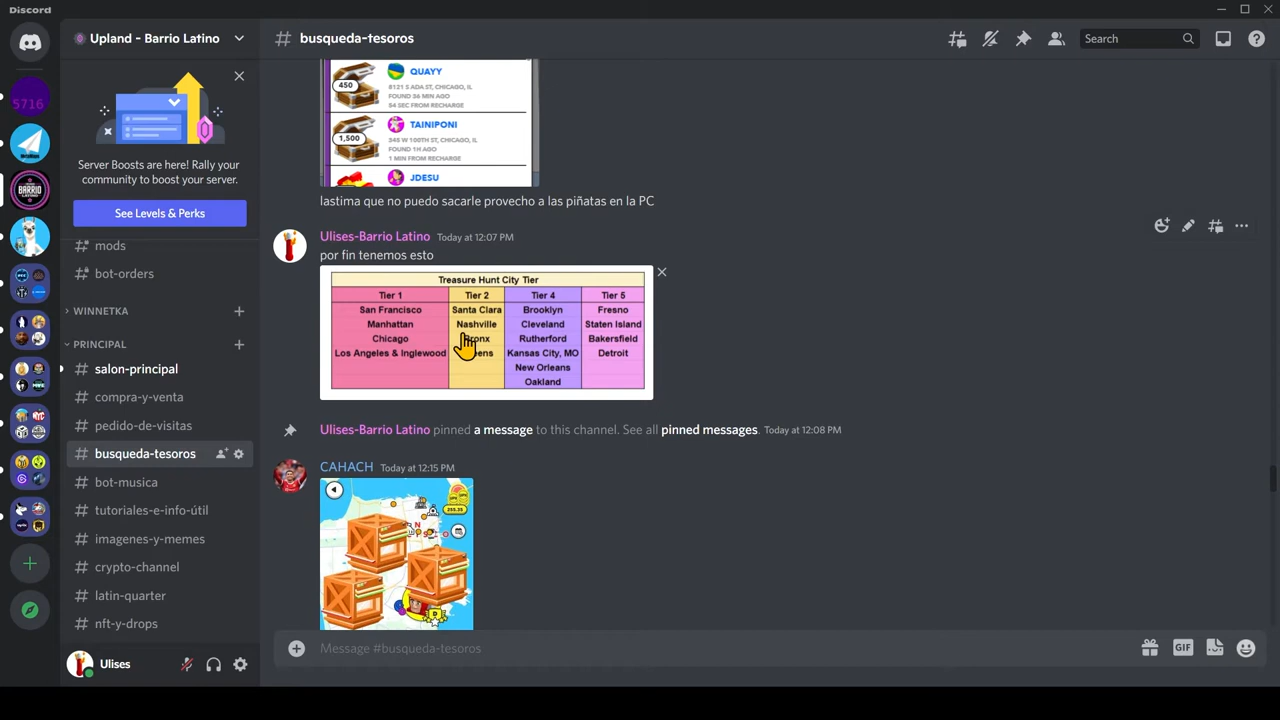 Discord
Upland - Barrio Latino
busqueda-tesoros
Search
5716
BARRIO
LATINO
Server Boosts are here! Rally your
community to boost your server.
See Levels & Perks
mods
bot-orders
WINNETKA
PRINCIPAL
salon-principal
compra-y-venta
pedido-de-visitas
busqueda-tesoros
bot-musica
tutoriales-e-info-útil
imagenes-y-memes
crypto-channel
latin-quarter
nft-y-drops
Ulises
450
QUAYY
8121 S ADA ST, CHICAGO, IL
FOUND 36 MIN AGO
54 SEC FROM RECHARGE
1,500
TAINIPONI
345 W 100TH ST, CHICAGO, IL
FOUND 1H AGO
1 MIN FROM RECHARGE
JDESU
lastima que no puedo sacarle provecho a las piñatas en la PC
Ulises-Barrio Latino Today at 12:07 PM
por fin tenemos esto
Treasure Hunt City Tier
Tier 1 Tier 2 Tier 4 Tier 5
San Francisco Santa Clara Brooklyn Fresno
Manhattan Nashville Cleveland Staten Island
Chicago Rutherford Bakersfield
Los Angeles & Inglewood Kansas City, MO Detroit
New Orleans
Oakland
Ulises-Barrio Latino pinned a message to this channel. See all pinned messages. Today at 12:08 PM
CAHACH Today at 12:15 PM
Message #busqueda-tesoros
GIF